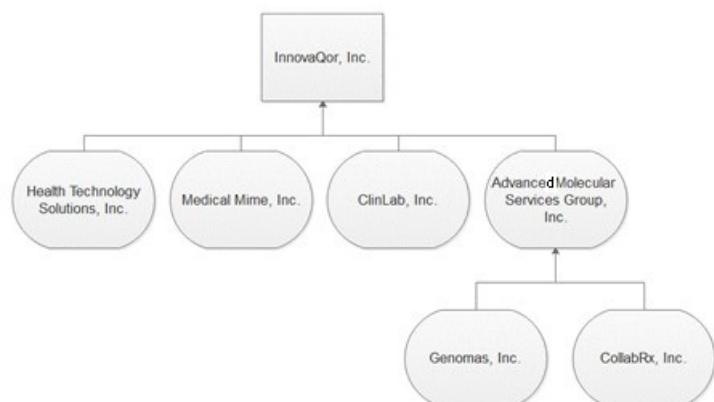 InnovaQor, Inc.
Health Technology
Solutions, Inc.
Medical Mime, Inc.
ClinLab, Inc.
Advanced Molecular
Services Group,
Inc.
Genomas, Inc.
CollabRx, Inc.